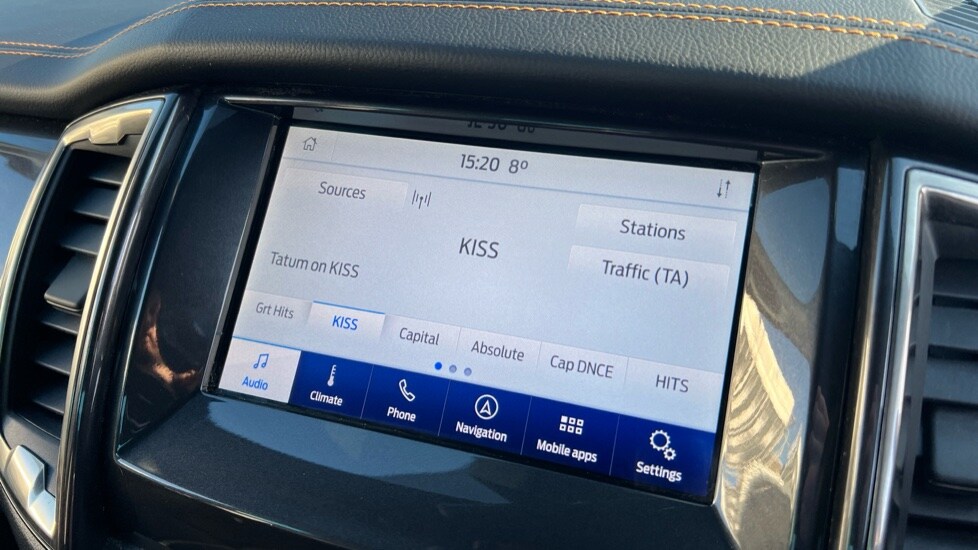 15:20 8°
Sources
Stations
KISS
Traffic (TA)
Tatum on KISS
Grt Hits
KISS
Capital
Absolute
Cap DNCE
HITS
Audio
Climate
Phone
Navigation
Mobile apps
Settings